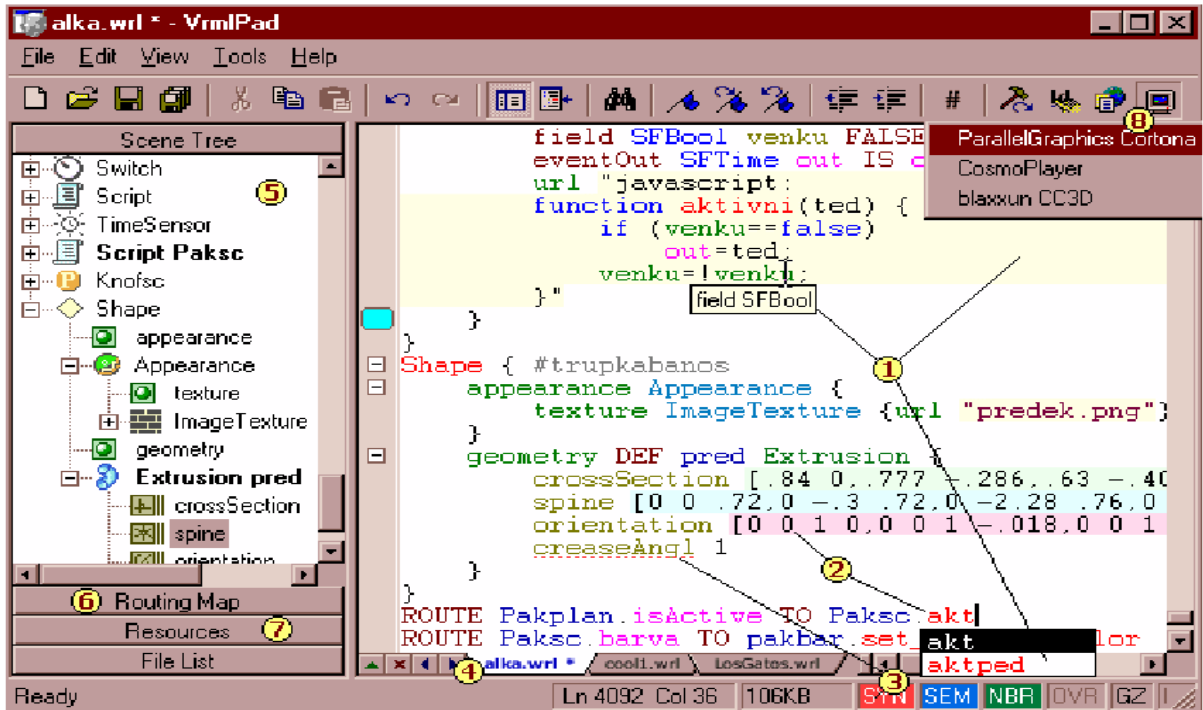 alka.wrl * - VrmlPad
File Edit View Tools Help
#
8
ParallelGraphics Cortona
CosmoPlayer
blaxxun CC3D
Scene Tree
Switch
Script
5
TimeSensor
Script Paksc
Knofsc
Shape
appearance
Appearance
texture
ImageTexture
geometry
Extrusion pred
crossSection
spine
orientation
6 Routing Map
Resources 7
File List
field SFBool venku FALSE
eventOut SFTime out IS
url "javascript:
function aktivni(ted) {
if (venku==false)
out=ted;
venku=!venku;
}"
field SFBool
}
}
1
Shape { #trupkabanos
appearance Appearance {
texture ImageTexture {url "predek.png"}
}
geometry DEF pred Extrusion {
crossSection [.84 0,.777 -.286,.63 -.40
spine [0 0 .72,0 -.3 .72,0 -2.28 .76,0
orientation [0 0 1 0,0 0 1 -.018,0 0 1
creaseAngl 1
2
}
}
ROUTE Pakplan.isActive TO Paksc.akt
ROUTE Paksc.barva TO pakbar.set_ lor
akt
aktped
4 alka.wrl * cool1.wrl LosGatos.wrl
3
Ready Ln 4092 Col 36 106KB SYN SEM NBR OVR GZ